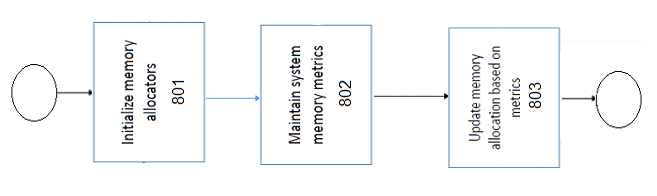 Initialize memory
allocators
801
Maintain system
memory metrics
802
Update memory
allocation based on
metrics
803